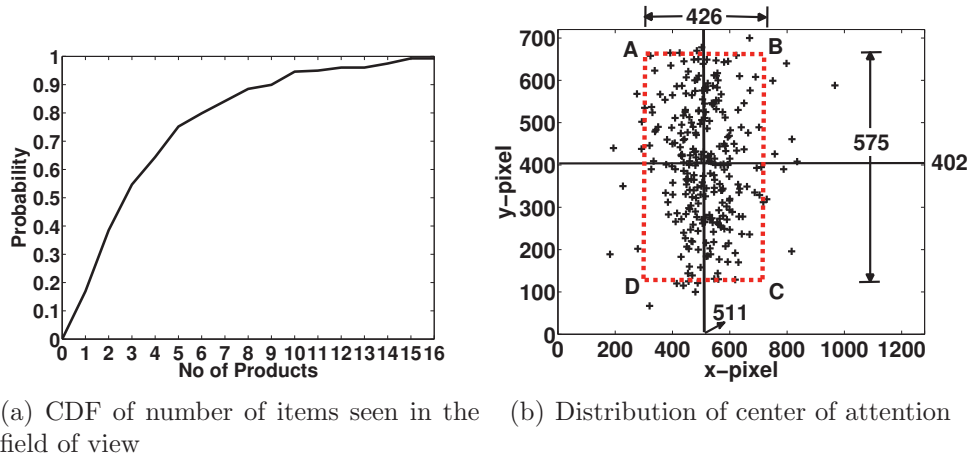 1
0.9
0.8
0.7
0.6
0.5
0.4
0.3
0.2
0.1
0
Probability
0 1 2 3 4 5 6 7 8 9 10 11 12 13 14 15 16
No of Products
426
700
600
500
400
300
200
100
0
y-pixel
A
B
C
D
575
402
511
0 200 400 600 800 1000 1200
x-pixel
(a) CDF of number of items seen in the
field of view
(b) Distribution of center of attention